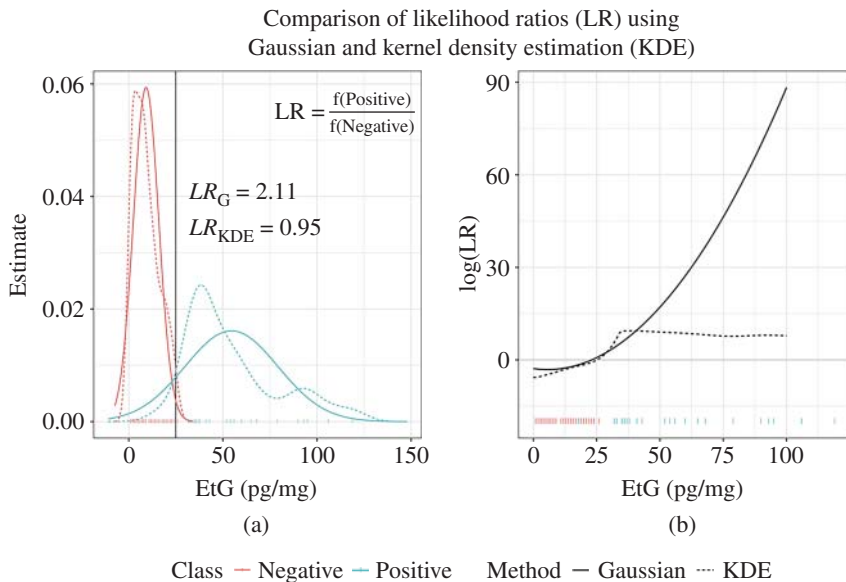 Comparison of likelihood ratios (LR) using
Gaussian and kernel density estimation (KDE)
0.06
0.04
0.02
0.00
Estimate
LR = f(Positive)/f(Negative)
LR_G = 2.11
LR_KDE = 0.95
0 50 100 150
EtG (pg/mg)
(a)
90
60
30
0
log(LR)
0 25 50 75 100
EtG (pg/mg)
(b)
Class Negative Positive Method Gaussian KDE